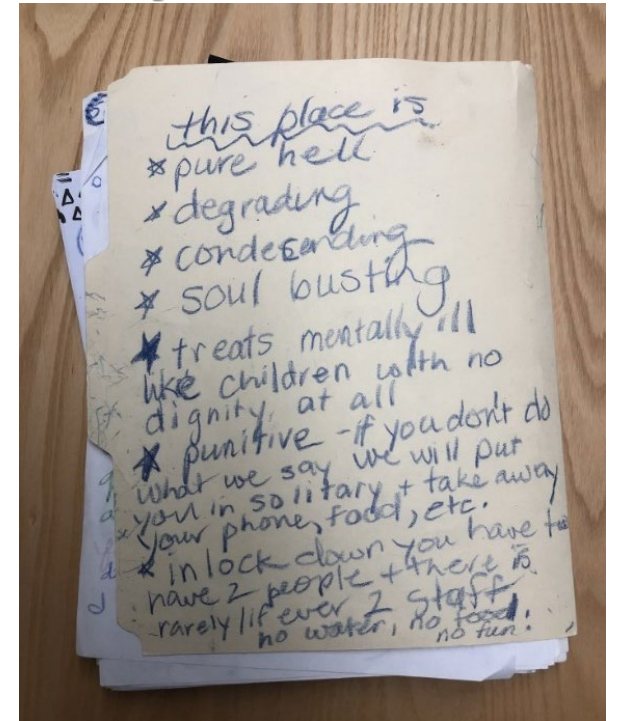 this place is
* pure hell
* degrading
* condesending
* soul busting
* treats mentally ill
like children with no
dignity, at all
* punitive - if you don't do
what we say we will put
you in solitary + take away
your phone, food, etc.
* in lock down you have to
have 2 people + there is
rarely / if ever 2 staff
no water, no food,
no fun.